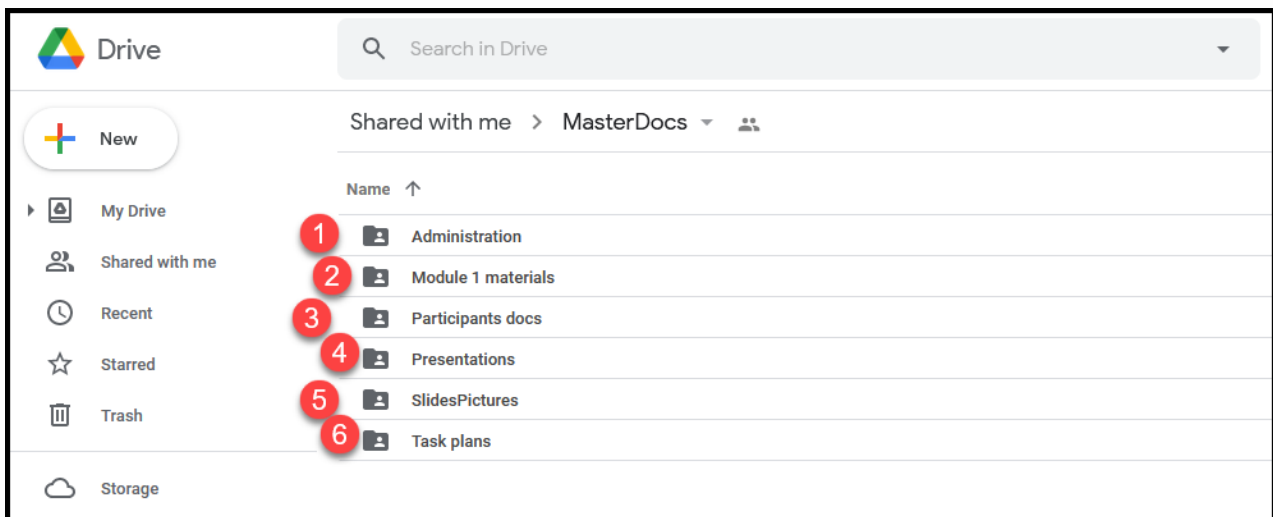 Drive
Search in Drive
New
Shared with me > MasterDocs
Name
My Drive
Shared with me
Recent
Starred
Trash
Storage
1 Administration
2 Module 1 materials
3 Participants docs
4 Presentations
5 SlidesPictures
6 Task plans